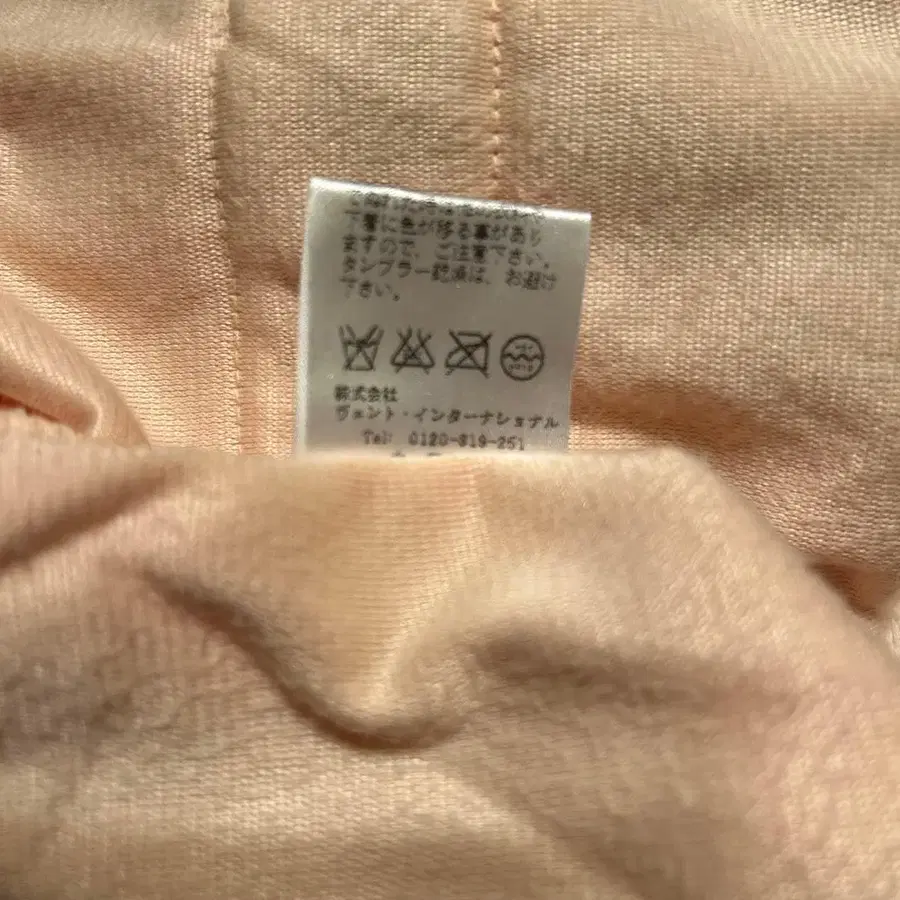 下着に色が移る事があり
ますので、ご注意下さい。
タンブラー乾燥は、お避け
下さい。
株式会社
ヴェント・インターナショナル
Tel: 0120-819-251